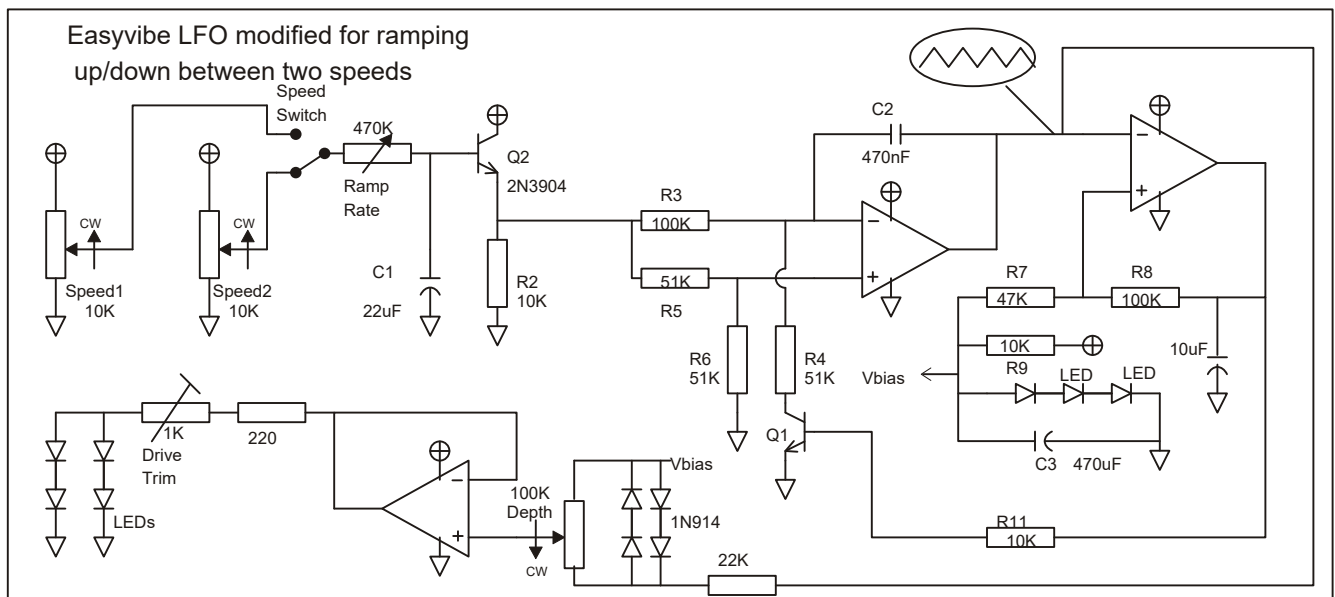 Easyvibe LFO modified for ramping
up/down between two speeds
Speed
Switch
470K
Ramp
Rate
CW
Speed1
10K
CW
Speed2
10K
C1
22uF
Q2
2N3904
R2
10K
R3
100K
51K
R5
C2
470nF
−
+
−
+
R6
51K
R4
51K
Q1
R7
47K
R8
100K
10K
R9
LED
LED
Vbias
10uF
C3
470uF
R11
10K
1K
Drive
Trim
220
LEDs
−
+
100K
Depth
CW
Vbias
1N914
22K